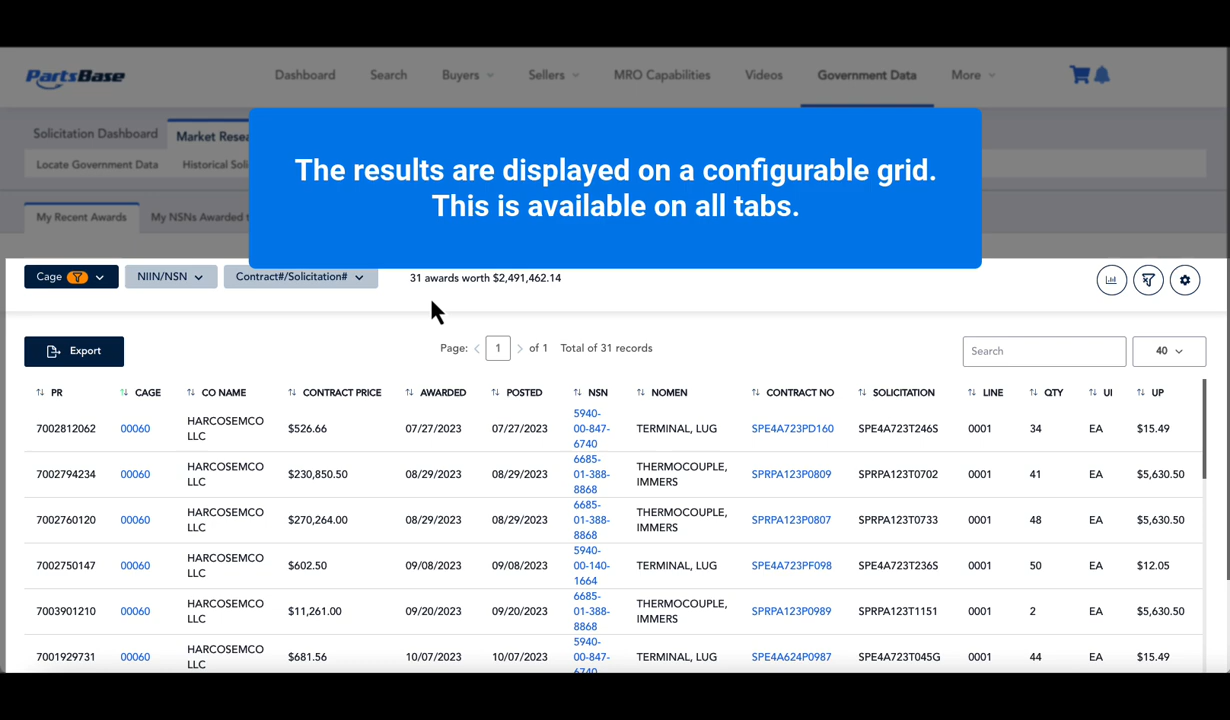 PartsBase
Dashboard Search Buyers Sellers MRO Capabilities Videos Government Data More
Solicitation Dashboard Market Resea
Locate Government Data Historical Soli
The results are displayed on a configurable grid.
This is available on all tabs.
My Recent Awards My NSNs Awarded t
Cage NIIN/NSN Contract#/Solicitation# 31 awards worth $2,491,462.14
Export Page: 1 of 1 Total of 31 records Search 40
PR CAGE CO NAME CONTRACT PRICE AWARDED POSTED NSN NOMEN CONTRACT NO SOLICITATION LINE QTY UI UP
7002812062 00060 HARCOSEMCO LLC $526.66 07/27/2023 07/27/2023 5940-00-847-6740 TERMINAL, LUG SPE4A723PD160 SPE4A723T246S 0001 34 EA $15.49
7002794234 00060 HARCOSEMCO LLC $230,850.50 08/29/2023 08/29/2023 6685-01-388-8868 THERMOCOUPLE, IMMERS SPRPA123P0809 SPRPA123T0702 0001 41 EA $5,630.50
7002760120 00060 HARCOSEMCO LLC $270,264.00 08/29/2023 08/29/2023 6685-01-388-8868 THERMOCOUPLE, IMMERS SPRPA123P0807 SPRPA123T0733 0001 48 EA $5,630.50
7002750147 00060 HARCOSEMCO LLC $602.50 09/08/2023 09/08/2023 5940-00-140-1664 TERMINAL, LUG SPE4A723PF098 SPE4A723T236S 0001 50 EA $12.05
7003901210 00060 HARCOSEMCO LLC $11,261.00 09/20/2023 09/20/2023 6685-01-388-8868 THERMOCOUPLE, IMMERS SPRPA123P0989 SPRPA123T1151 0001 2 EA $5,630.50
7001929731 00060 HARCOSEMCO LLC $681.56 10/07/2023 10/07/2023 5940-00-847-6740 TERMINAL, LUG SPE4A624P0987 SPE4A723T045G 0001 44 EA $15.49